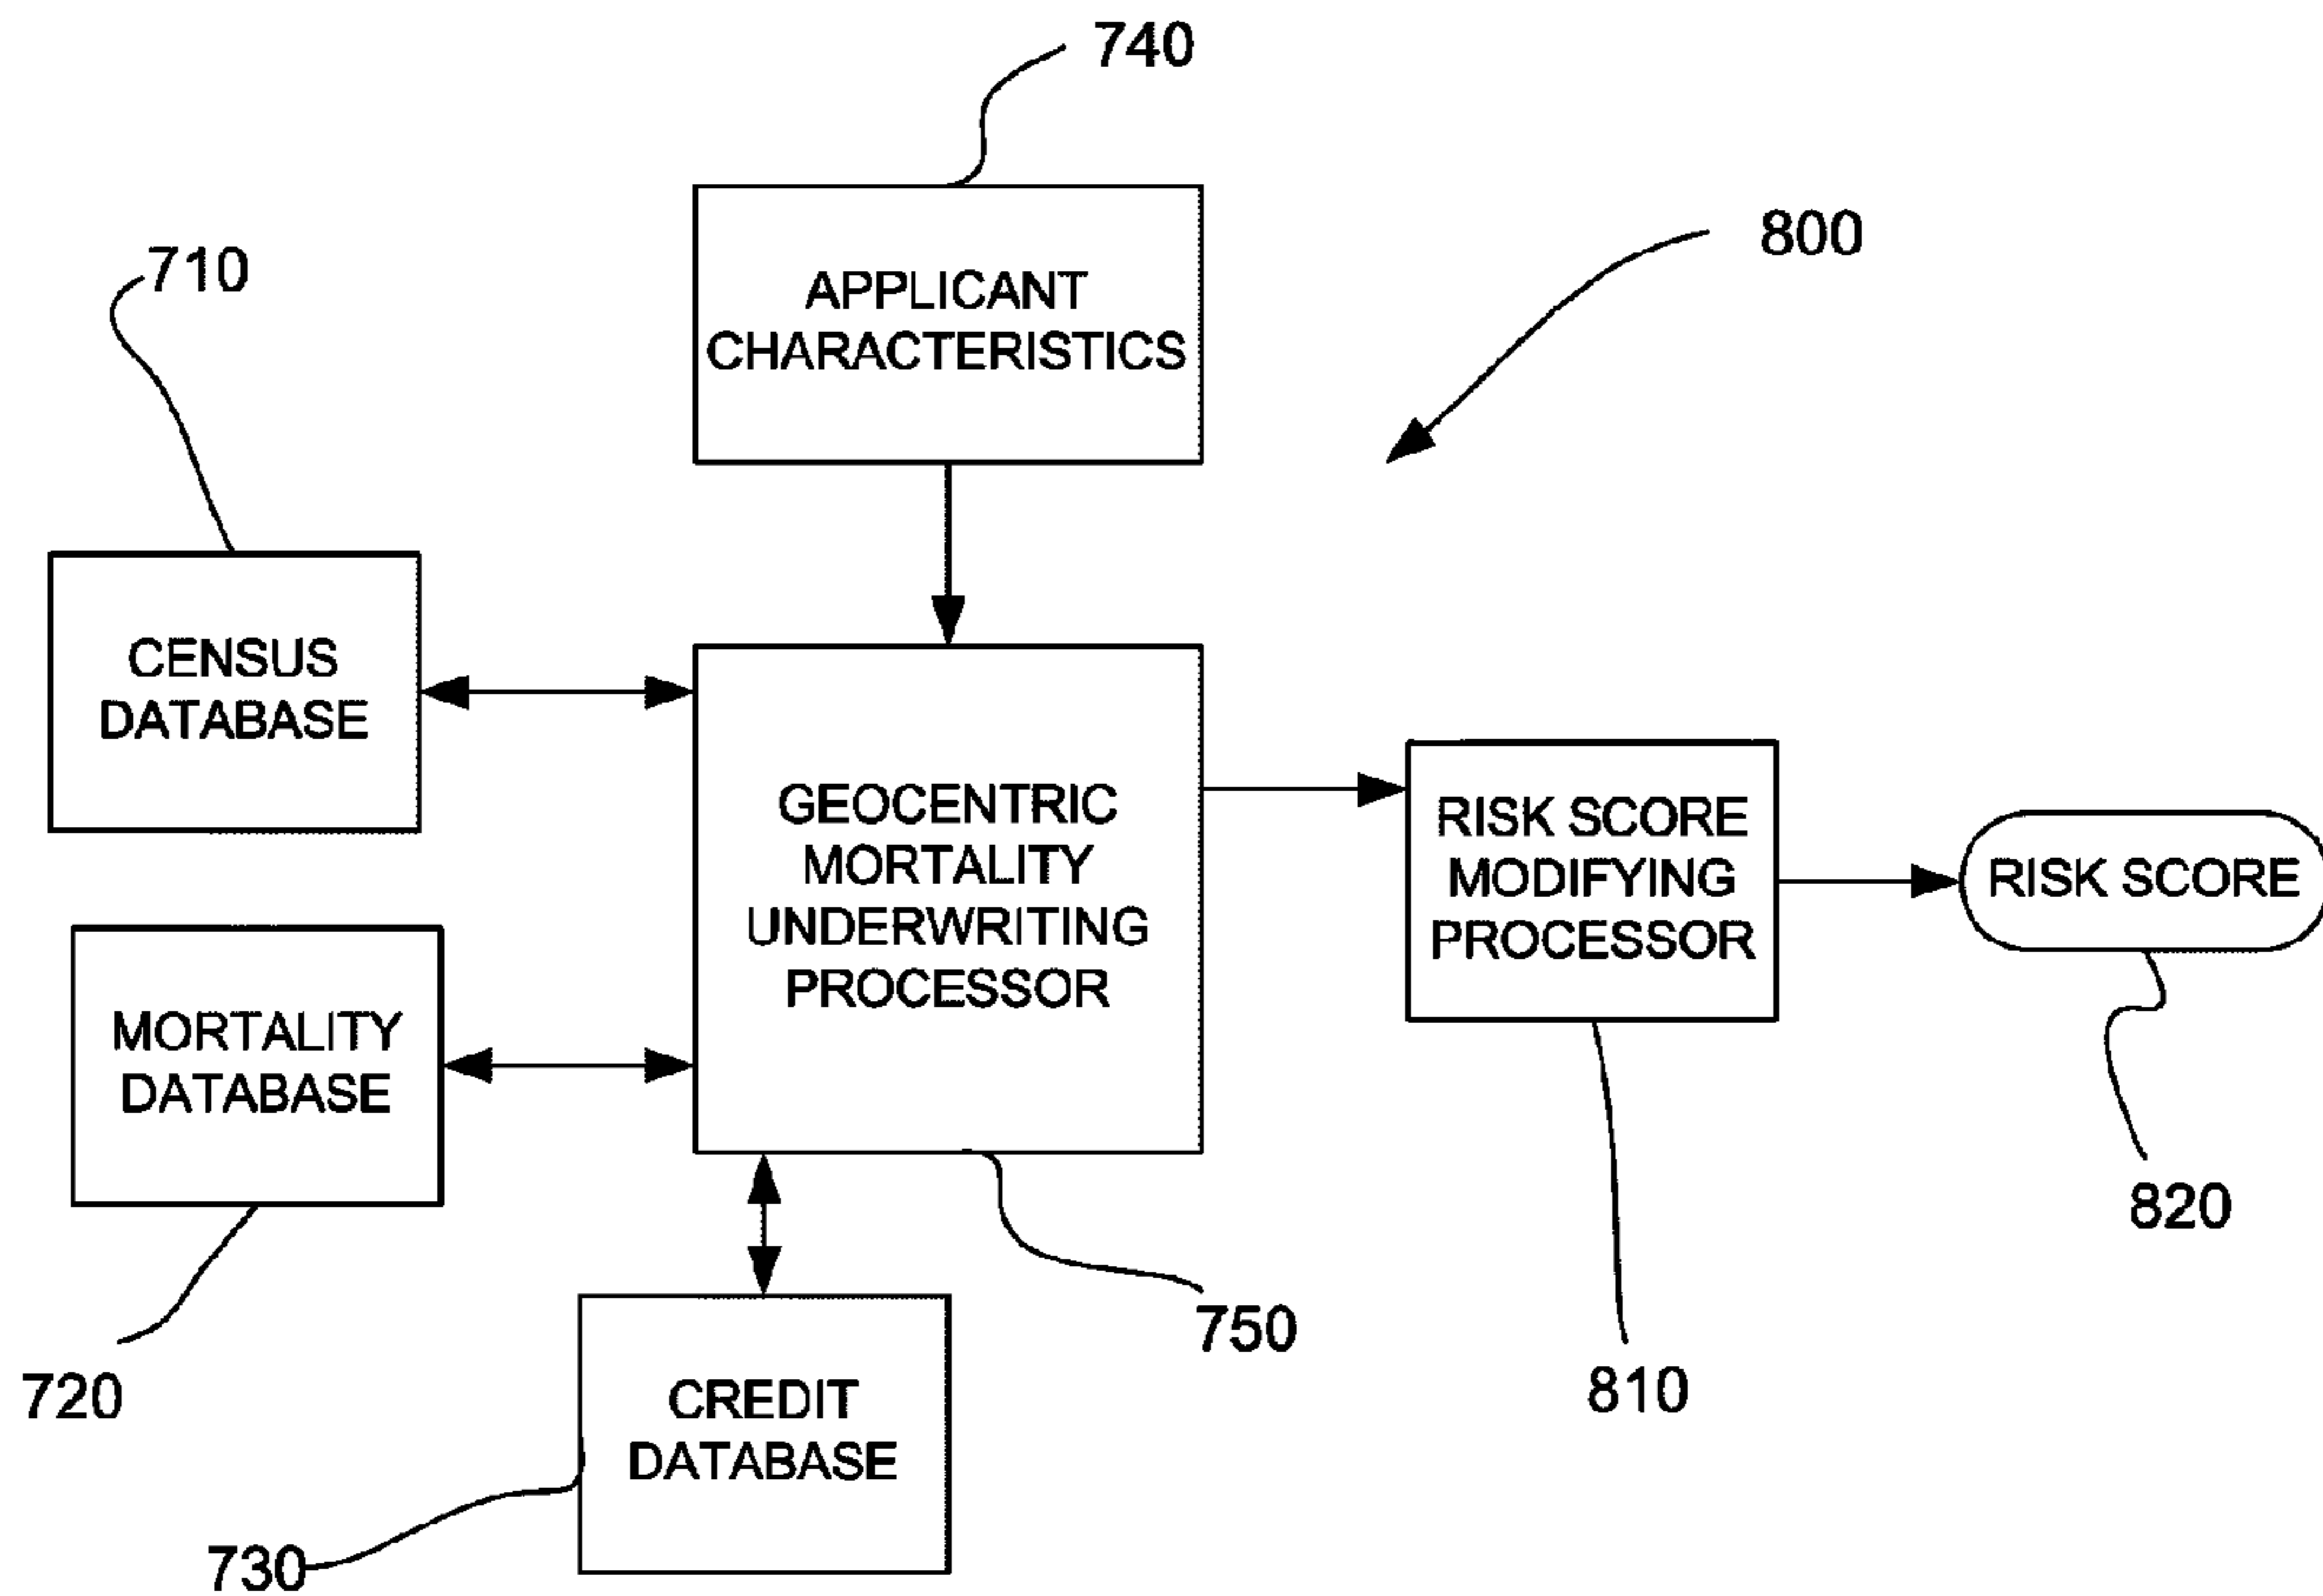 740
800
710
APPLICANT
CHARACTERISTICS
CENSUS
DATABASE
GEOCENTRIC
MORTALITY
UNDERWRITING
PROCESSOR
RISK SCORE
MODIFYING
PROCESSOR
RISK SCORE
MORTALITY
DATABASE
820
750
720
810
CREDIT
DATABASE
730